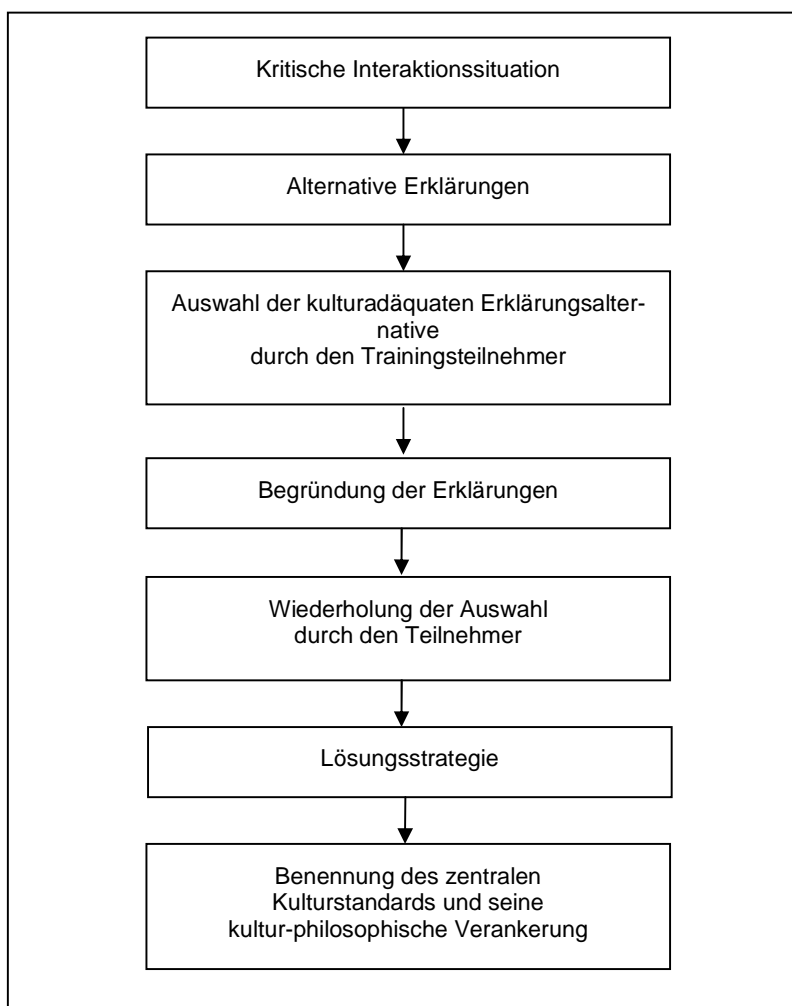 Kritische Interaktionssituation
Alternative Erklärungen
Auswahl der kulturadäquaten Erklärungsalter-
native
durch den Trainingsteilnehmer
Begründung der Erklärungen
Wiederholung der Auswahl
durch den Teilnehmer
Lösungsstrategie
Benennung des zentralen
Kulturstandards und seine
kultur-philosophische Verankerung